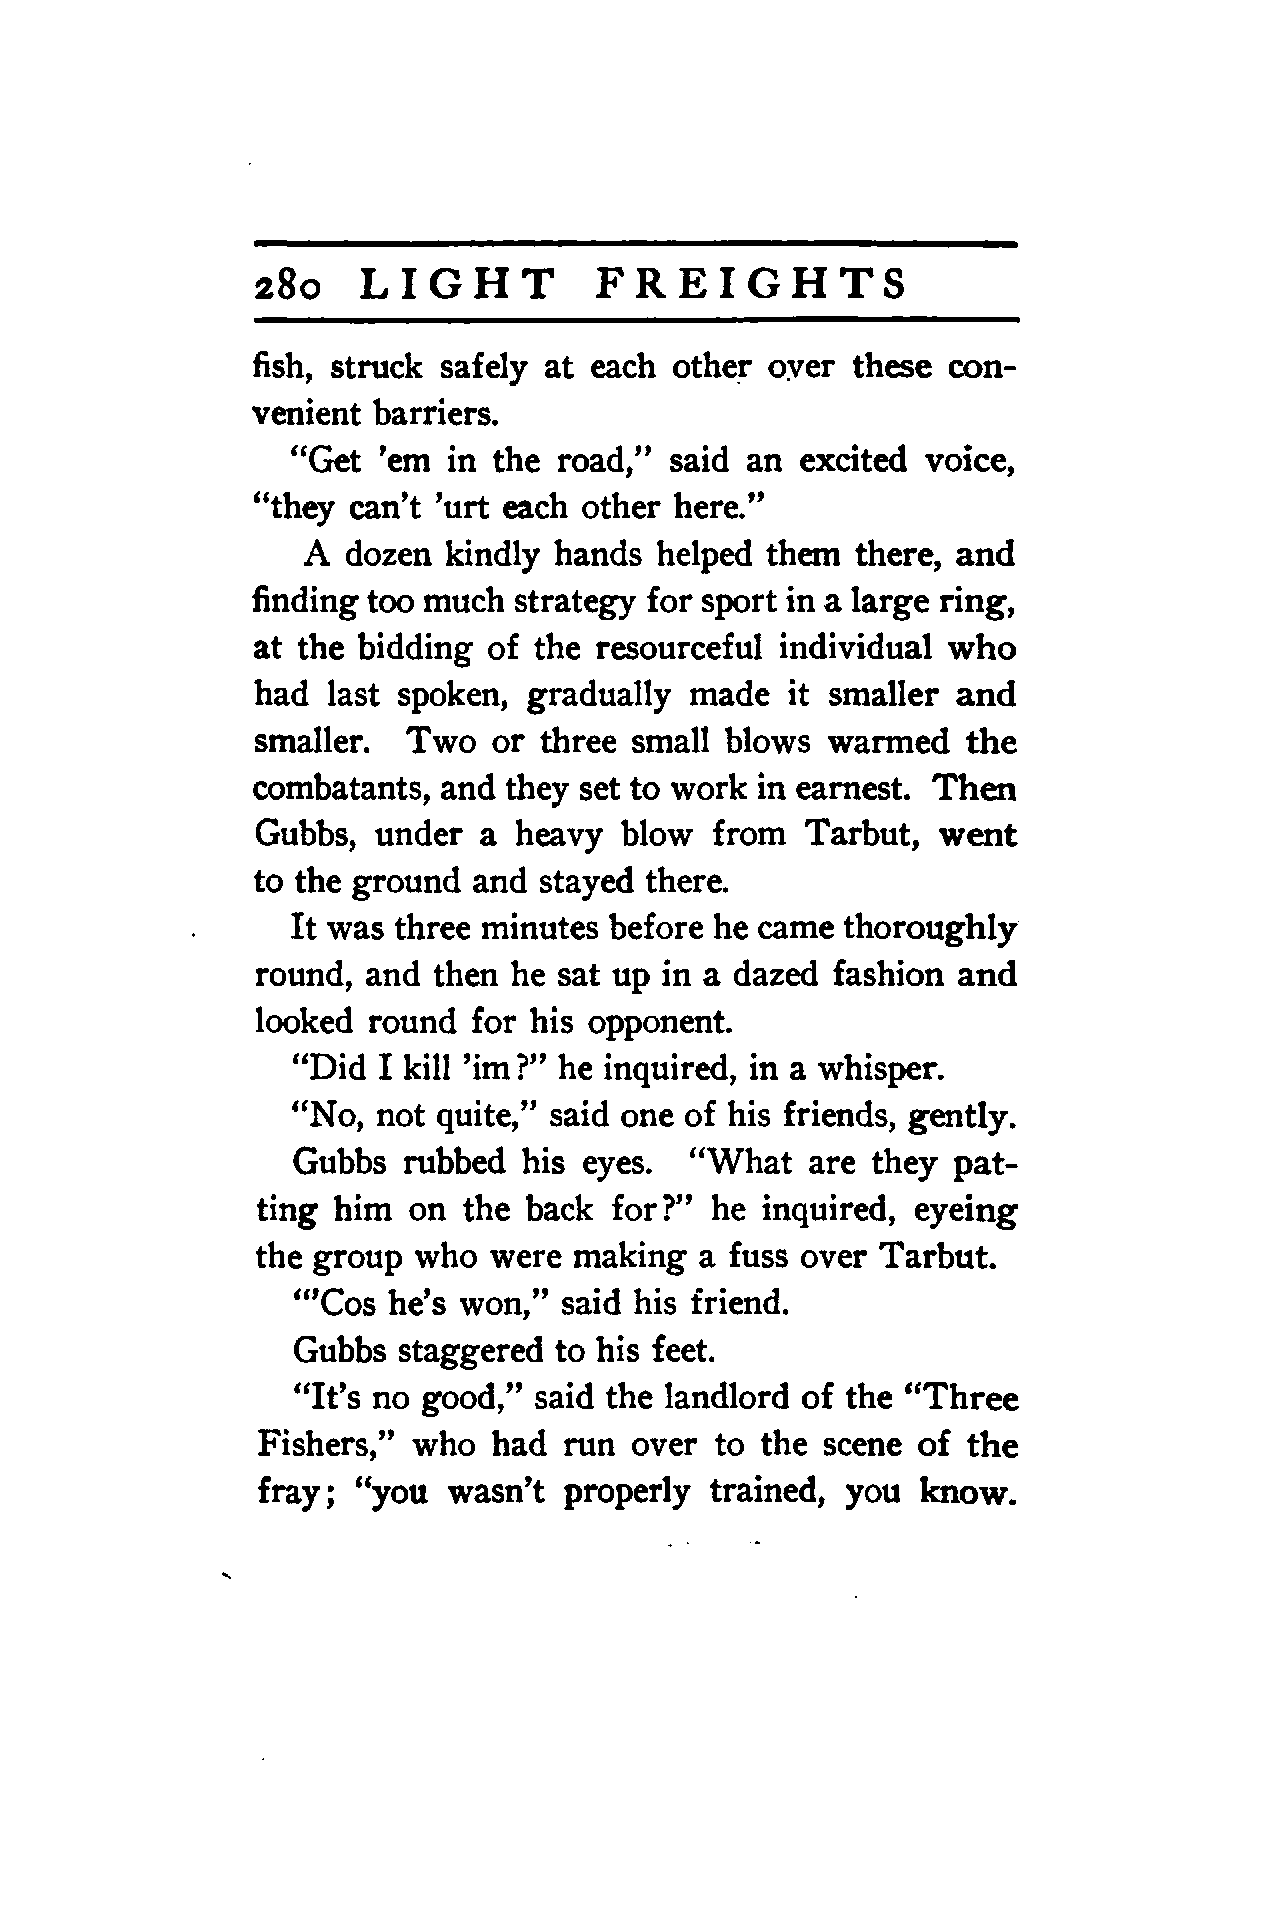 280 LIGHT FREIGHTS
fish, struck safely at each other over these con-
venient barriers.
“Get ’em in the road,” said an excited voice,
“they can’t ’urt each other here.”
A dozen kindly hands helped them there, and
finding too much strategy for sport in a large ring,
at the bidding of the resourceful individual who
had last spoken, gradually made it smaller and
smaller. Two or three small blows warmed the
combatants, and they set to work in earnest. Then
Gubbs, under a heavy blow from Tarbut, went
to the ground and stayed there.
It was three minutes before he came thoroughly
round, and then he sat up in a dazed fashion and
looked round for his opponent.
“Did I kill ’im?” he inquired, in a whisper.
“No, not quite,” said one of his friends, gently.
Gubbs rubbed his eyes. “What are they pat-
ting him on the back for?” he inquired, eyeing
the group who were making a fuss over Tarbut.
“’Cos he’s won,” said his friend.
Gubbs staggered to his feet.
“It’s no good,” said the landlord of the “Three
Fishers,” who had run over to the scene of the
fray; “you wasn’t properly trained, you know.